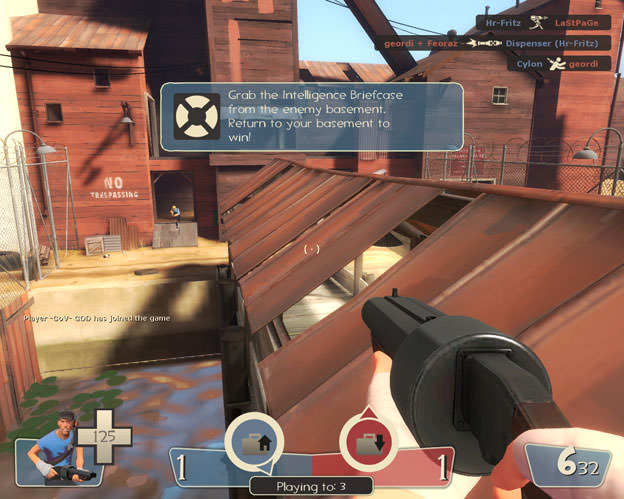 Hr-Fritz LaStPaGe
geordi + Feoraz Dispenser (Hr-Fritz)
Cylon geordi
Grab the Intelligence Briefcase
from the enemy basement.
Return to your basement to
win!
NO
TRESPASSING
Player -GoV- GOD has joined the game
125
1
1
6 32
Playing to: 3